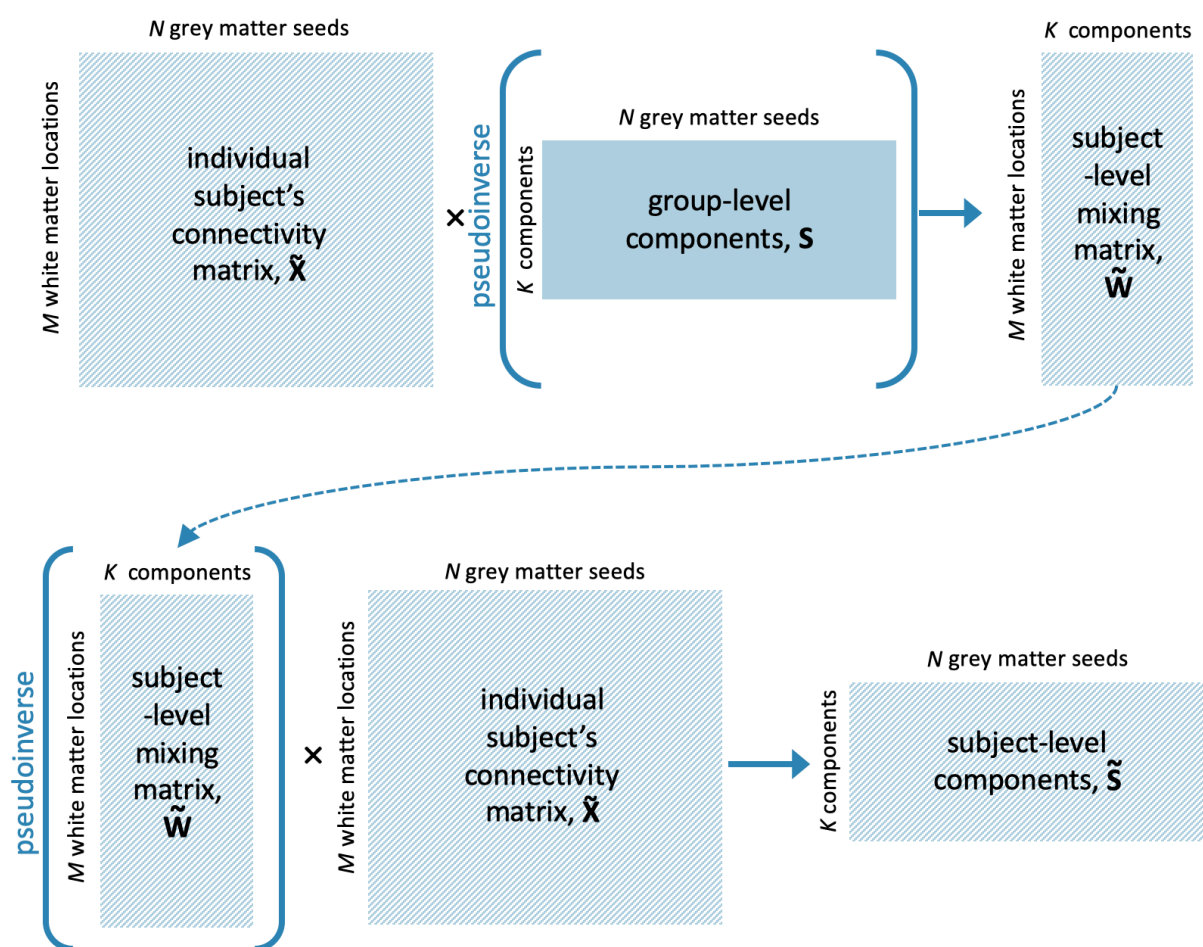 N grey matter seeds
M white matter locations
individual
subject's
connectivity
matrix, X̃
×
pseudoinverse
N grey matter seeds
K components
group-level
components, S
K components
M white matter locations
subject
-level
mixing
matrix,
W̃
pseudoinverse
K components
M white matter locations
subject
-level
mixing
matrix,
W̃
×
N grey matter seeds
M white matter locations
individual
subject's
connectivity
matrix, X̃
N grey matter seeds
K components
subject-level
components, S̃